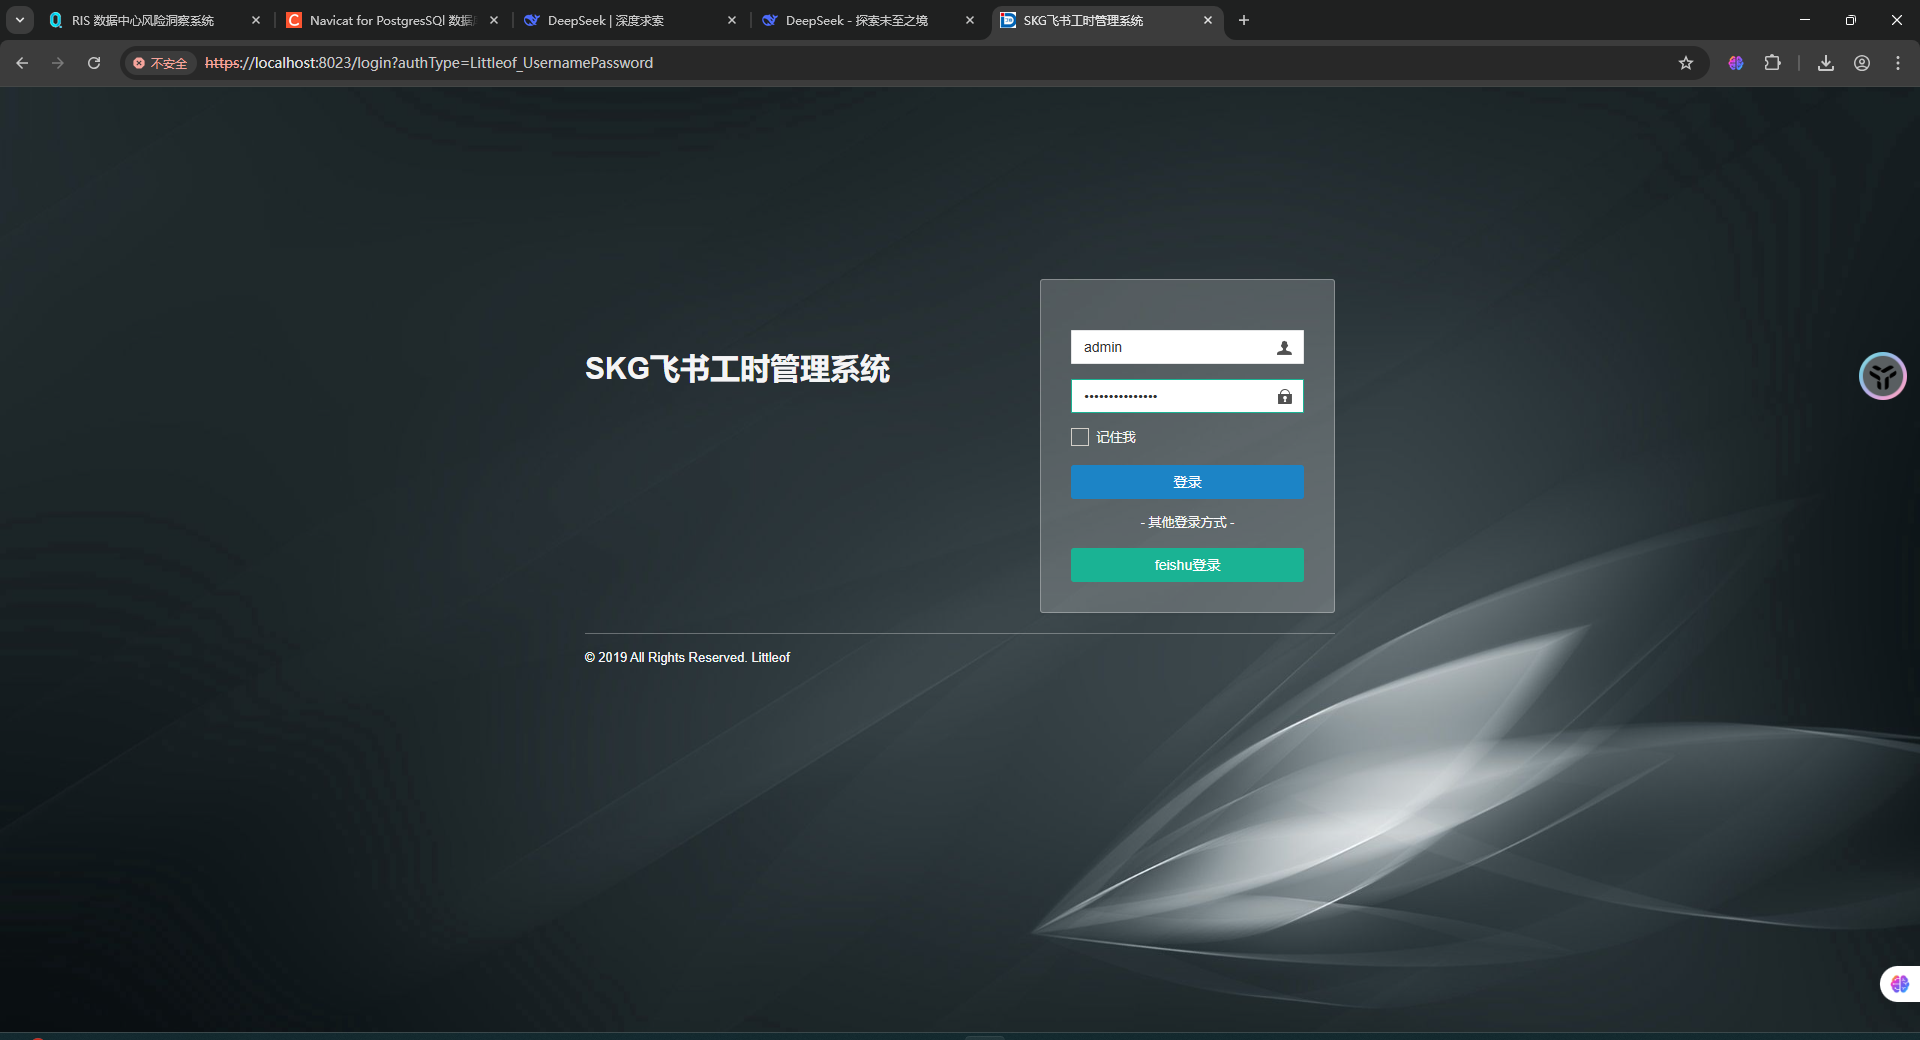 RIS 数据中心风险洞察系统
Navicat for PostgresSQl 数据
DeepSeek | 深度求索
DeepSeek - 探索未至之境
SKG飞书工时管理系统
不安全
https://localhost:8023/login?authType=Littleof_UsernamePassword
SKG飞书工时管理系统
admin
•••••••••••••••
记住我
登录
- 其他登录方式 -
feishu登录
© 2019 All Rights Reserved. Littleof